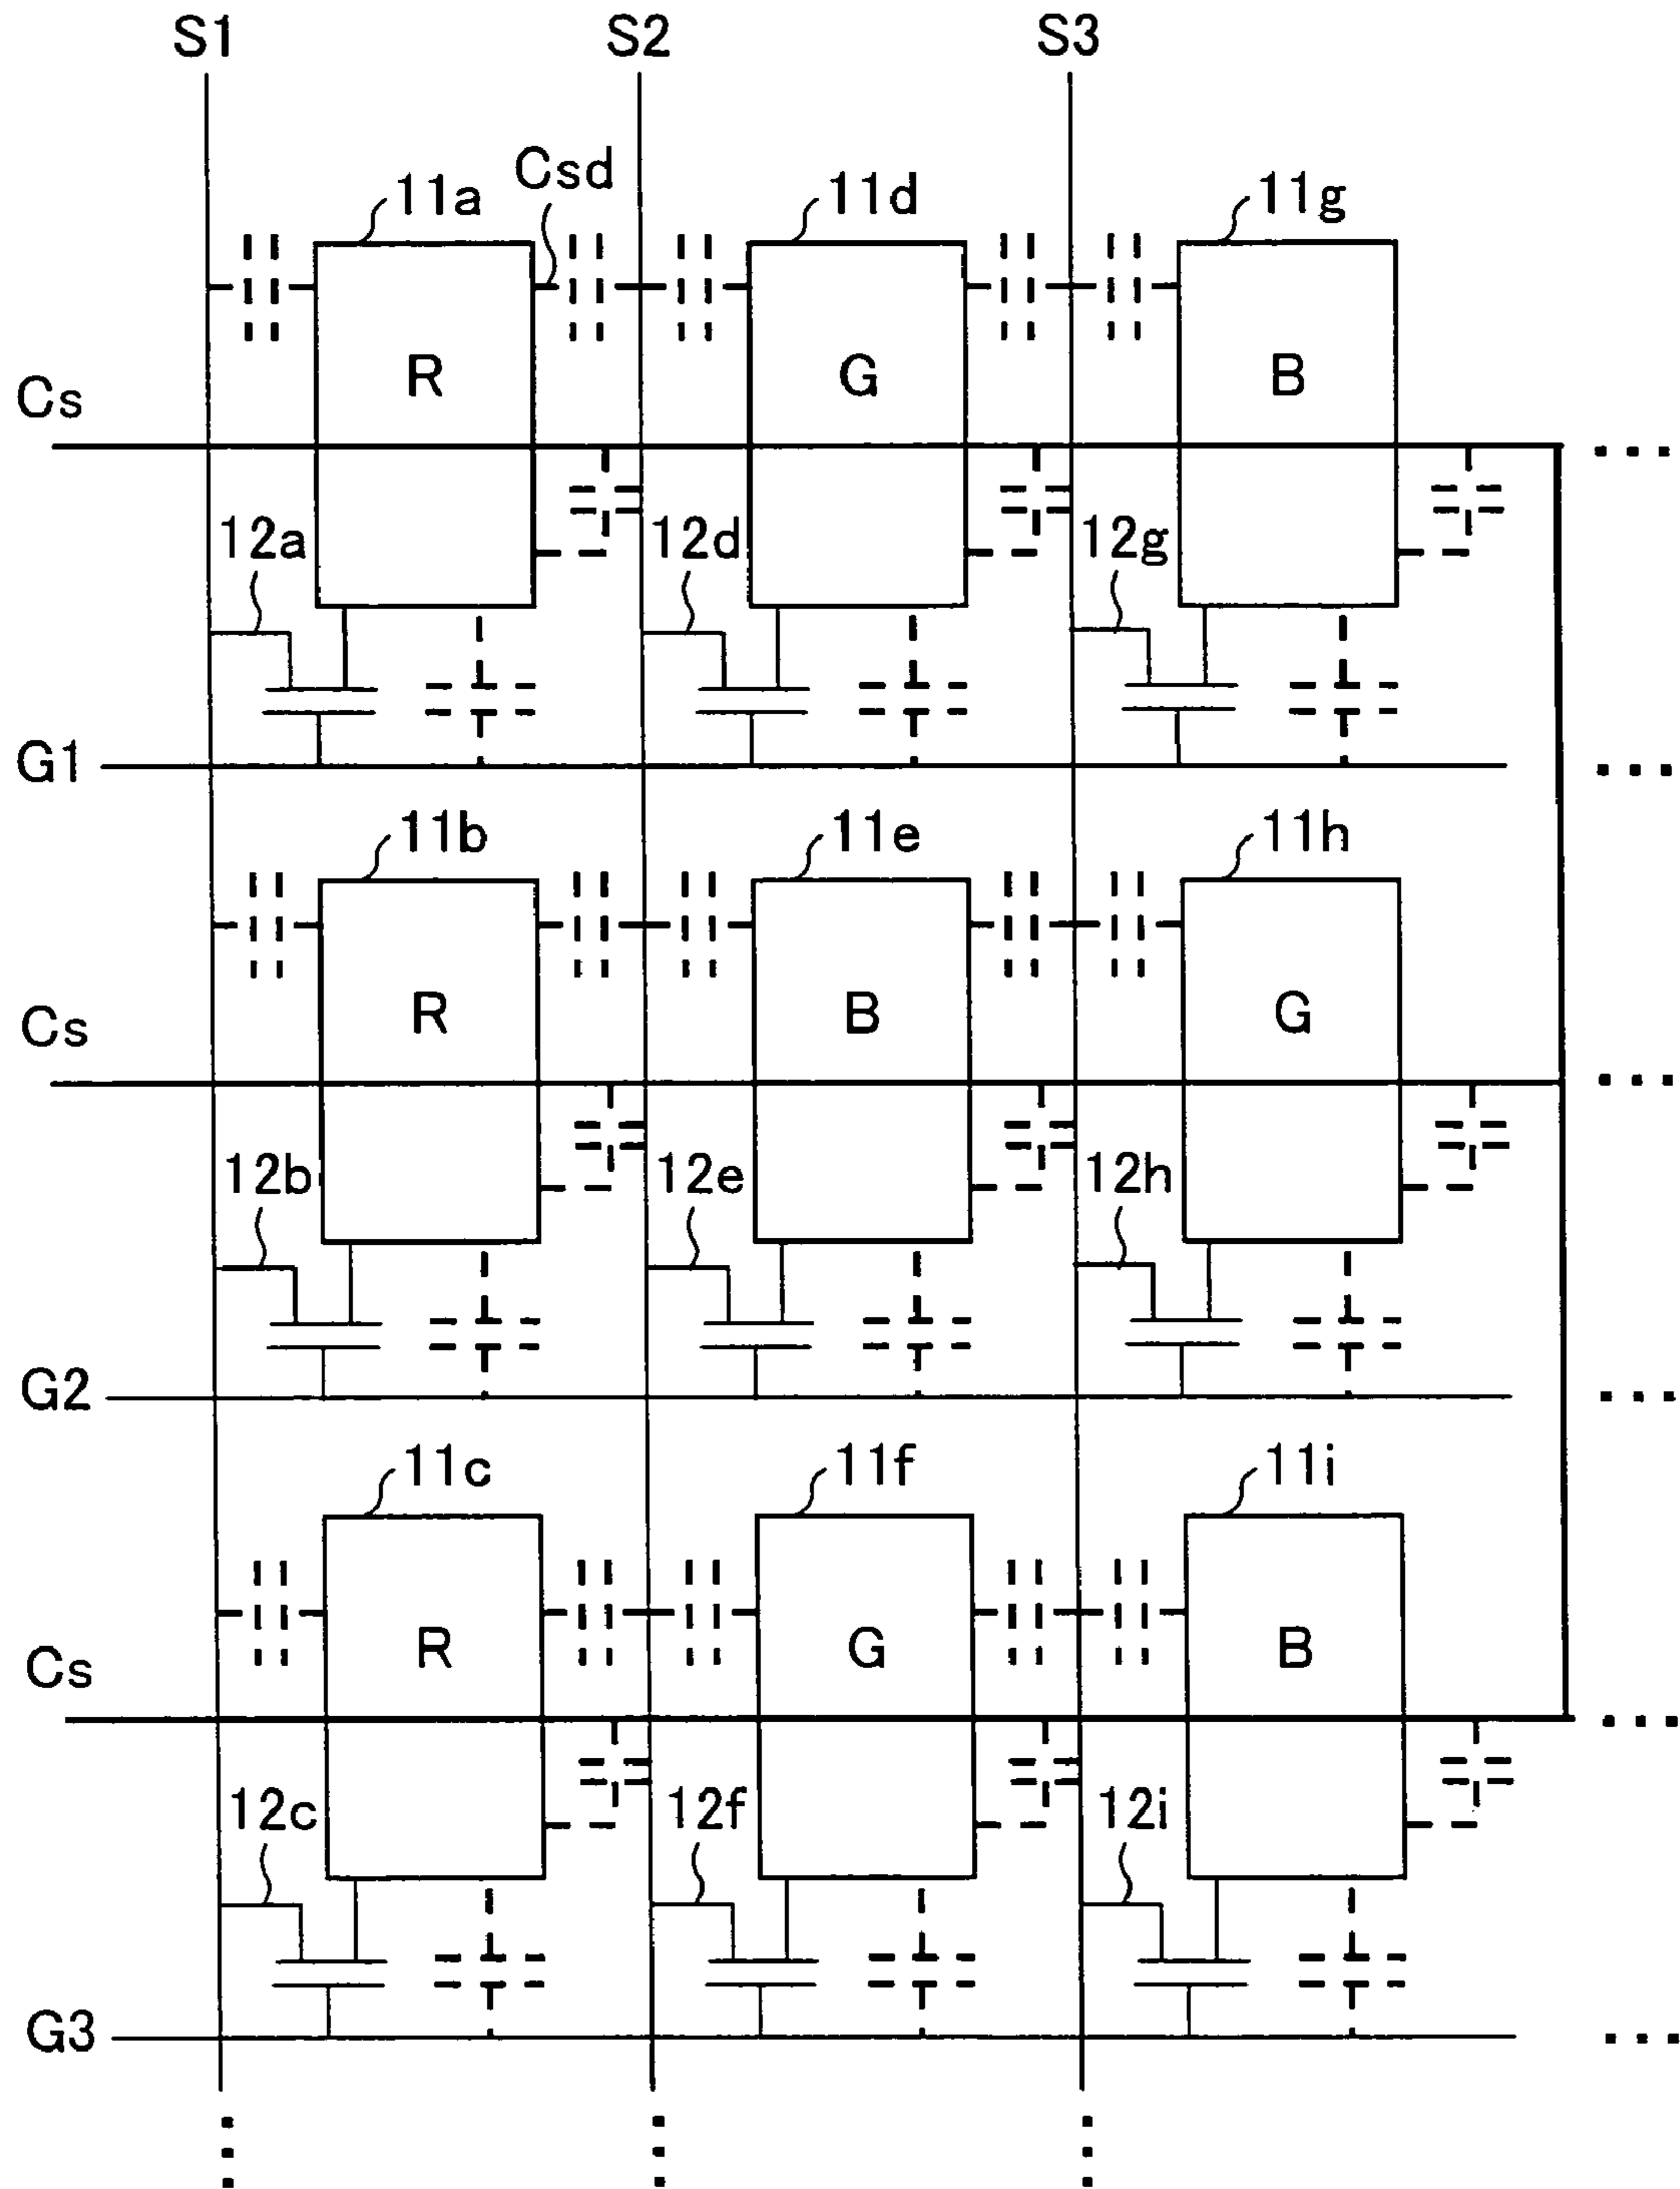 S1 S2 S3
Csd
11a 11d 11g
R G B
Cs
12a 12d 12g
G1
11b 11e 11h
R B G
Cs
12b 12e 12h
G2
11c 11f 11i
R G B
Cs
12c 12f 12i
G3